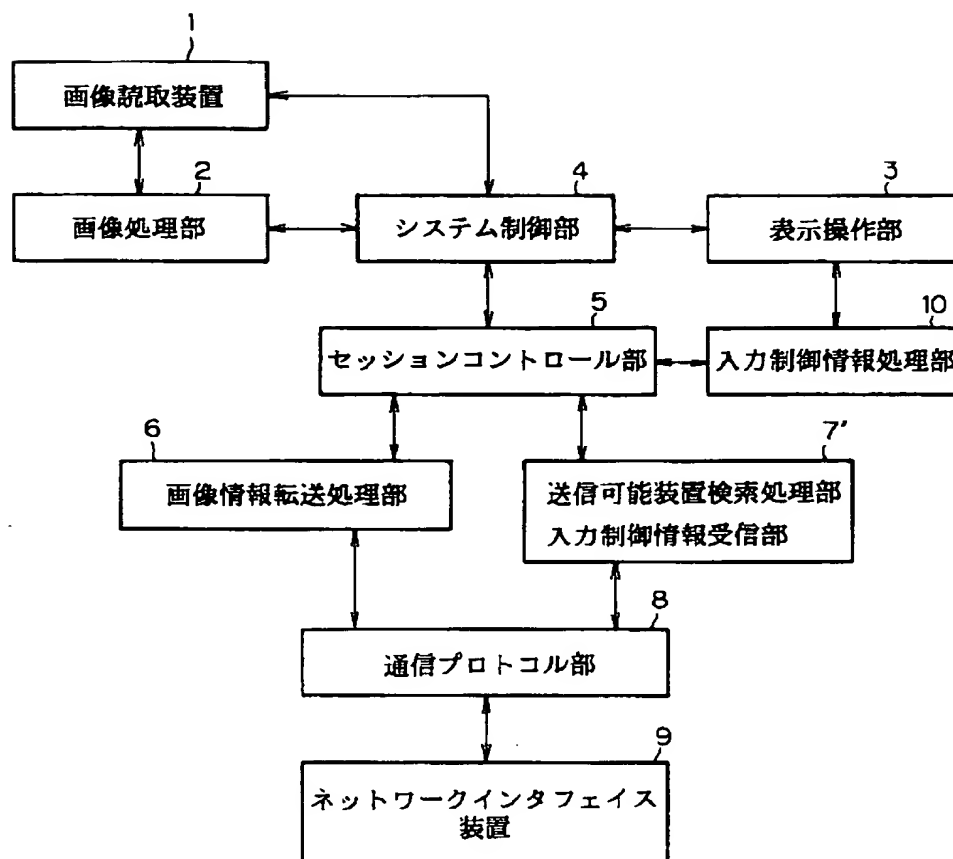 1
画像読取装置
2
画像処理部
4
システム制御部
3
表示操作部
5
セッションコントロール部
10
入力制御情報処理部
6
画像情報転送処理部
7'
送信可能装置検索処理部
入力制御情報受信部
8
通信プロトコル部
9
ネットワークインタフェイス
装置